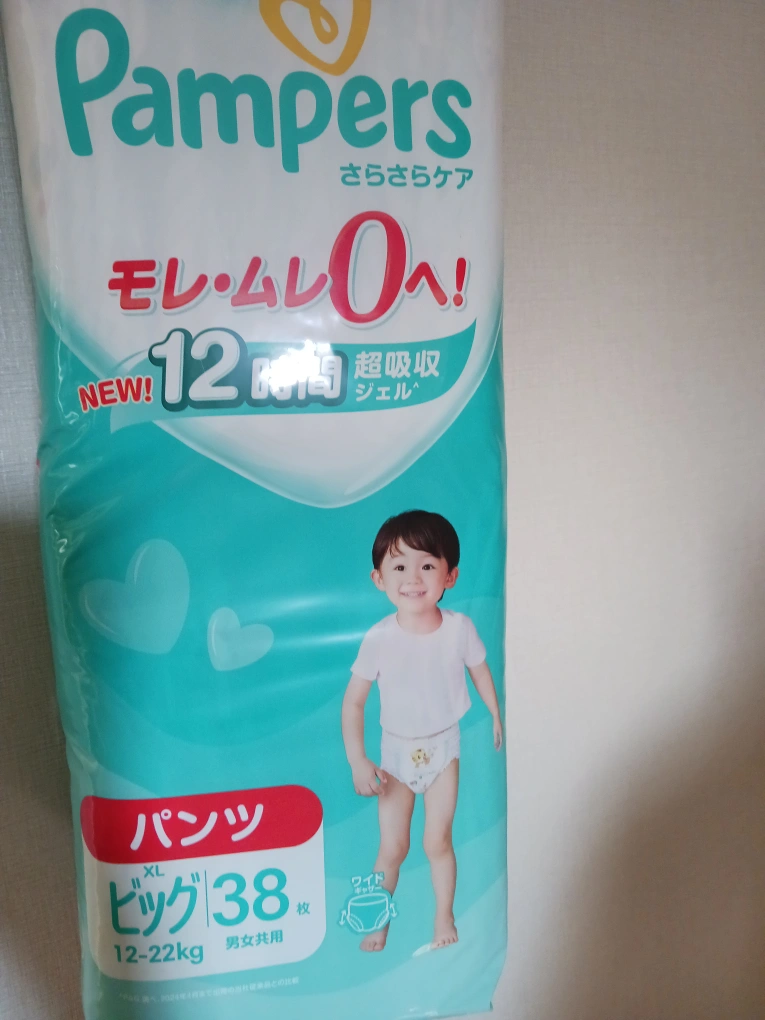 Pampers
さらさらケア
モレ・ムレ0へ!
NEW! 12時間 超吸収
ジェル^
パンツ
XL
ビッグ 38枚
12-22kg 男女共用
ワイド
ギャザー